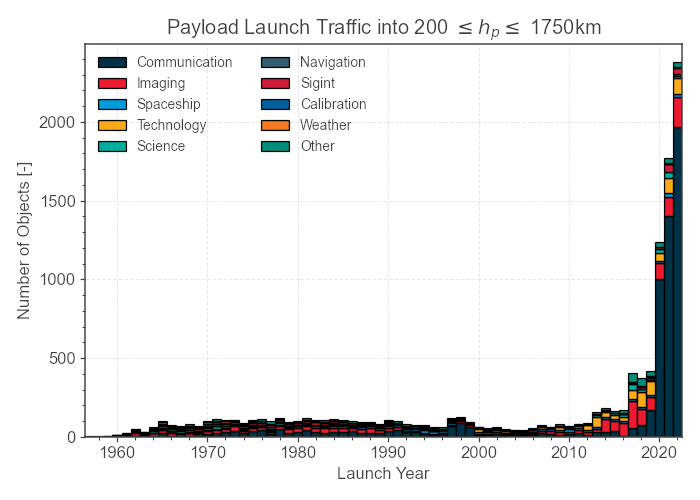 Payload Launch Traffic into 200 ≤ h_p ≤ 1750km
Communication
Imaging
Spaceship
Technology
Science
Navigation
Sigint
Calibration
Weather
Other
Number of Objects [-]
2000
1500
1000
500
0
1960 1970 1980 1990 2000 2010 2020
Launch Year